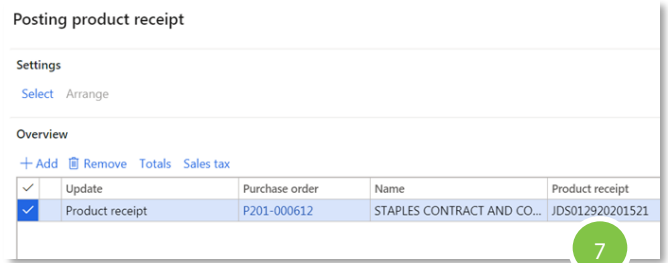 Posting product receipt
Settings
Select Arrange
Overview
+ Add Remove Totals Sales tax
Update Purchase order Name Product receipt
Product receipt P201-000612 STAPLES CONTRACT AND CO... JDS012920201521
7